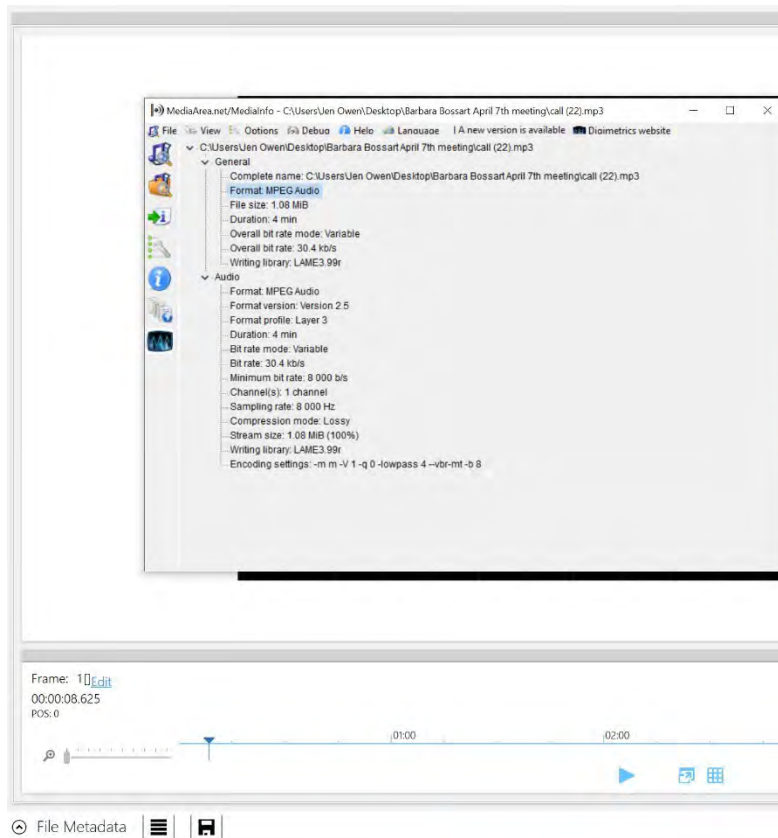 MediaArea.net/MediaInfo - C:\Users\Jen Owen\Desktop\Barbara Bossart April 7th meeting\call (22).mp3
File View Options Debug Help Language | A new version is available Digimetrics website
C:\Users\Jen Owen\Desktop\Barbara Bossart April 7th meeting\call (22).mp3
General
Complete name: C:\Users\Jen Owen\Desktop\Barbara Bossart April 7th meeting\call (22).mp3
Format: MPEG Audio
File size: 1.08 MiB
Duration: 4 min
Overall bit rate mode: Variable
Overall bit rate: 30.4 kb/s
Writing library: LAME3.99r
Audio
Format: MPEG Audio
Format version: Version 2.5
Format profile: Layer 3
Duration: 4 min
Bit rate mode: Variable
Bit rate: 30.4 kb/s
Minimum bit rate: 8 000 b/s
Channel(s): 1 channel
Sampling rate: 8 000 Hz
Compression mode: Lossy
Stream size: 1.08 MiB (100%)
Writing library: LAME3.99r
Encoding settings: -m m -V 1 -q 0 -lowpass 4 --vbr-mt -b 8
Frame: 1[]Edit
00:00:08.625
POS: 0
01:00 02:00
File Metadata